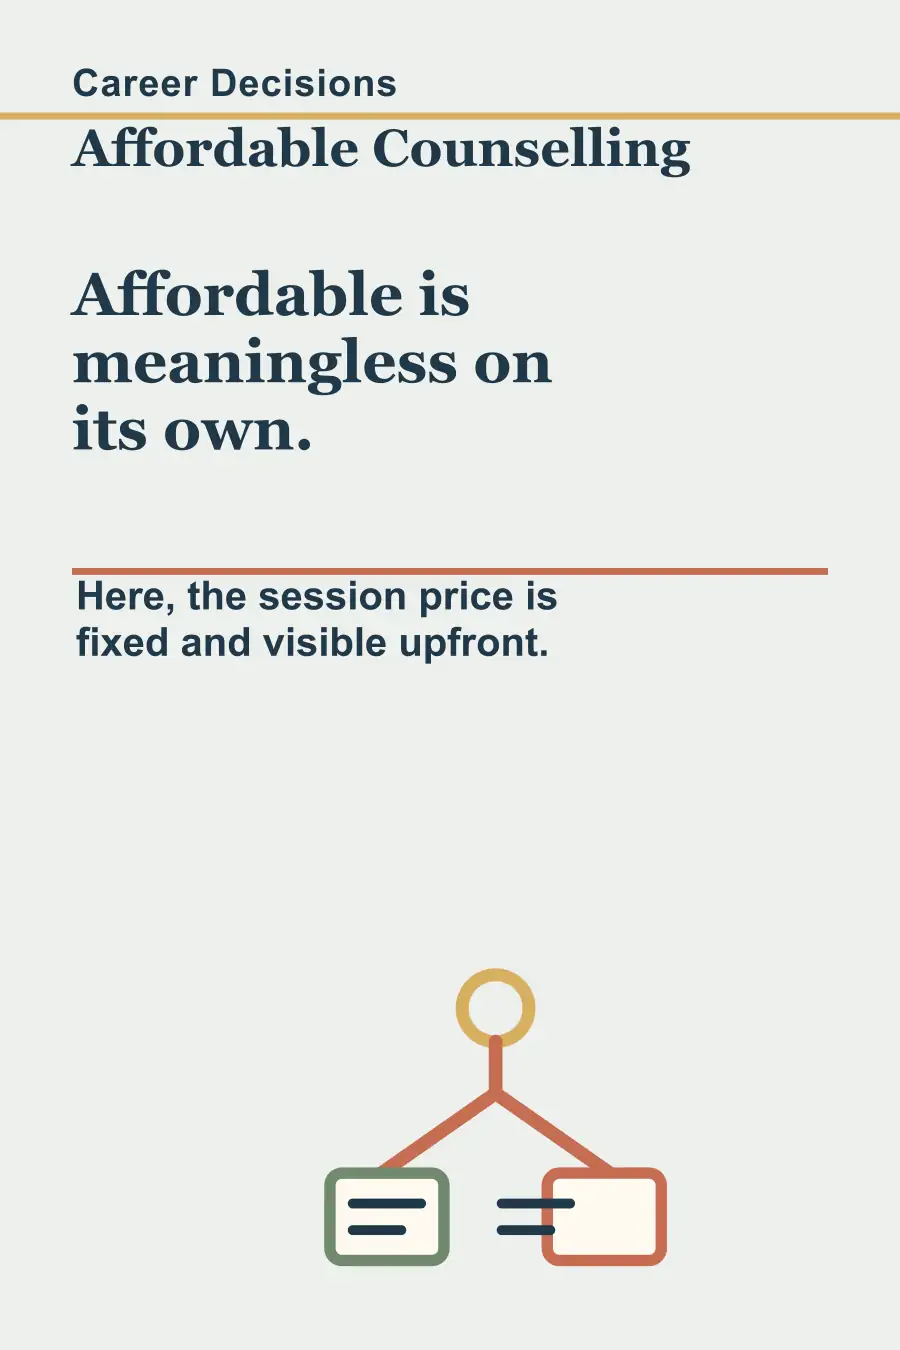 Career Decisions
Affordable Counselling
Affordable is
meaningless on
its own.
Here, the session price is
fixed and visible upfront.